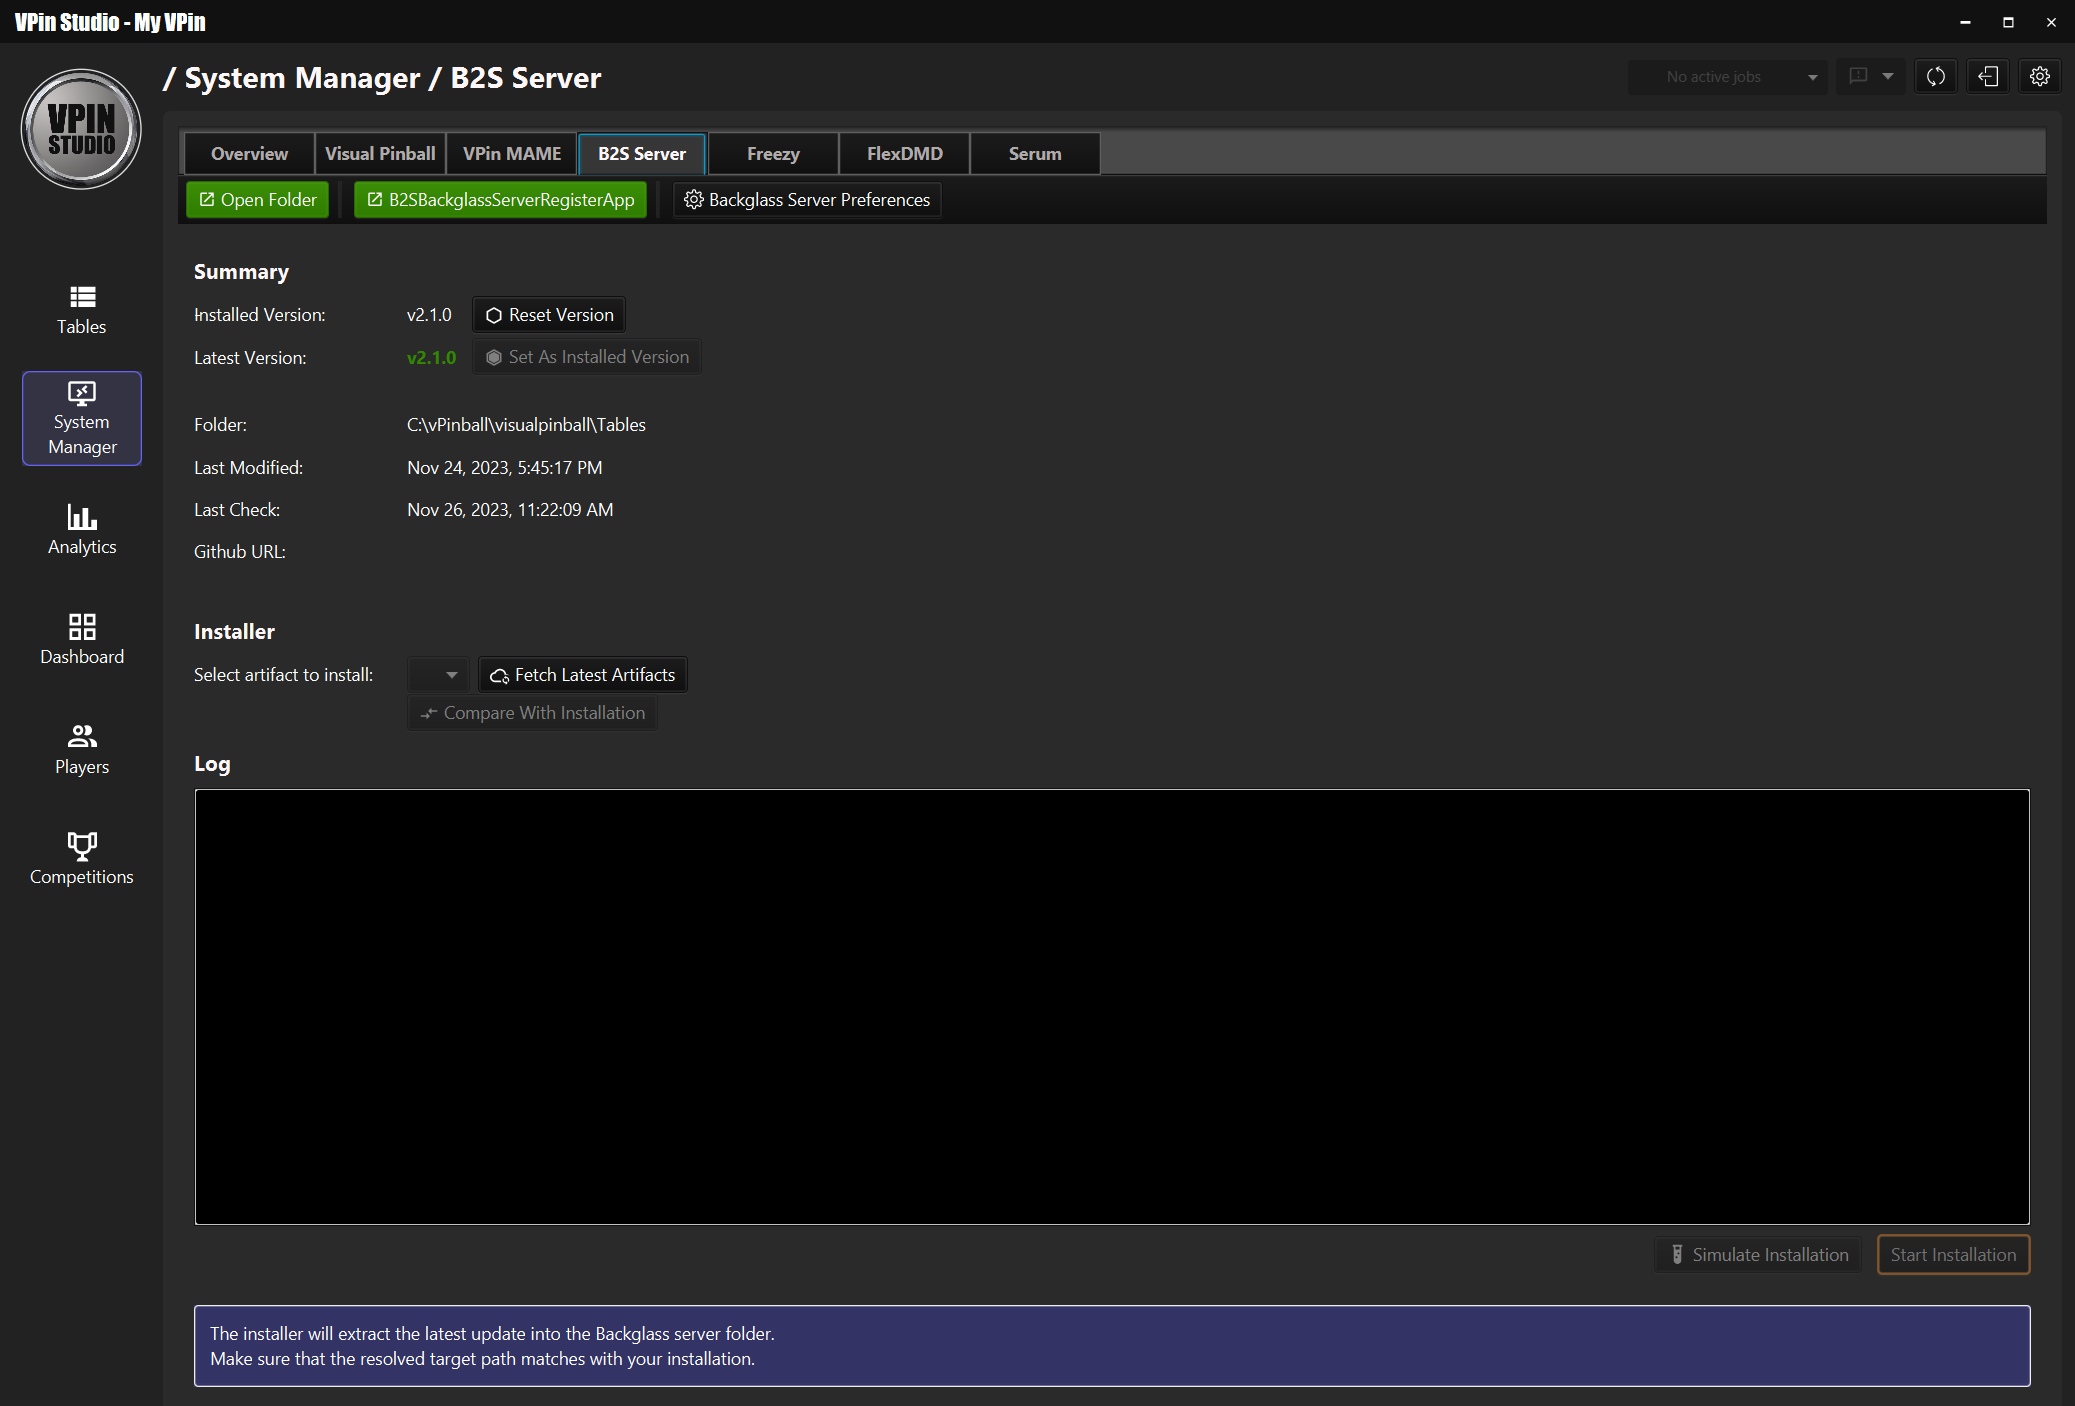 VPin Studio - My VPin
VPIN
STUDIO
/ System Manager / B2S Server
No active jobs
Overview
Visual Pinball
VPin MAME
B2S Server
Freezy
FlexDMD
Serum
Open Folder
B2SBackglassServerRegisterApp
Backglass Server Preferences
Tables
System
Manager
Analytics
Dashboard
Players
Competitions
Summary
Installed Version:
v2.1.0
Reset Version
Latest Version:
v2.1.0
Set As Installed Version
Folder:
C:\vPinball\visualpinball\Tables
Last Modified:
Nov 24, 2023, 5:45:17 PM
Last Check:
Nov 26, 2023, 11:22:09 AM
Github URL:
Installer
Select artifact to install:
Fetch Latest Artifacts
Compare With Installation
Log
Simulate Installation
Start Installation
The installer will extract the latest update into the Backglass server folder.
Make sure that the resolved target path matches with your installation.